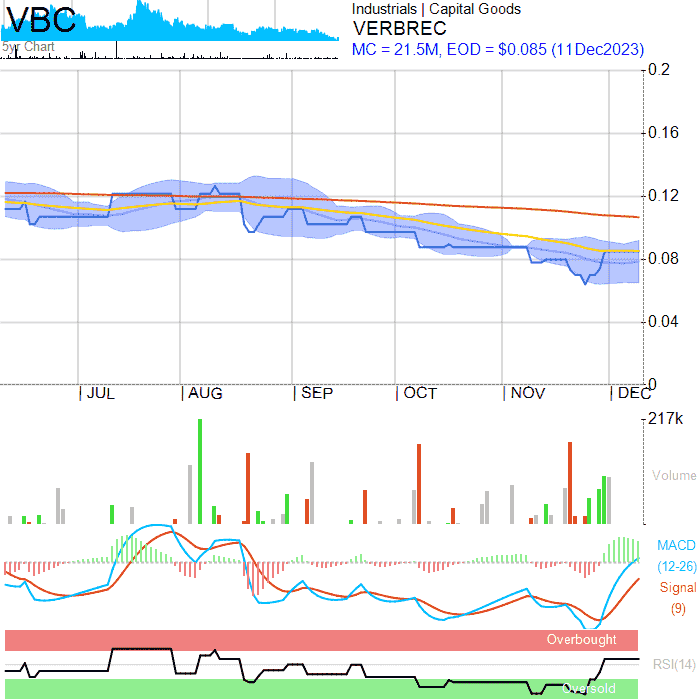 VBC
5yr Chart
Industrials | Capital Goods
VERBREC
MC = 21.5M, EOD = $0.085 (11Dec2023)
0.2
0.16
0.12
0.08
0.04
0
JUL AUG SEP OCT NOV DEC
217k
Volume
MACD
(12-26)
Signal
(9)
Overbought
RSI(14)
Oversold